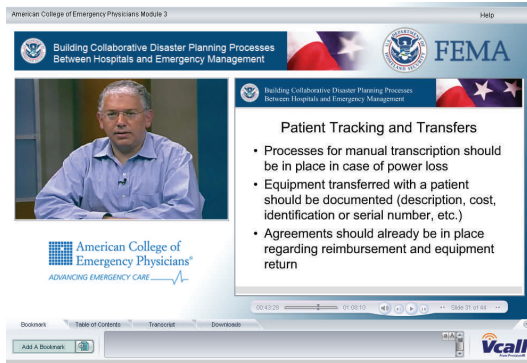 American College of Emergency Physicians Module 3
Help
Building Collaborative Disaster Planning Processes
Between Hospitals and Emergency Management
FEMA
Building Collaborative Disaster Planning Processes
Between Hospitals and Emergency Management
Patient Tracking and Transfers
• Processes for manual transcription should
be in place in case of power loss
• Equipment transferred with a patient
should be documented (description, cost,
identification or serial number, etc.)
• Agreements should already be in place
regarding reimbursement and equipment
return
American College of
Emergency Physicians®
ADVANCING EMERGENCY CARE
00:43:29
01:08:10
Slide 31 of 44
Bookmark
Table of Contents
Transcript
Downloads
Add A Bookmark
Vcall